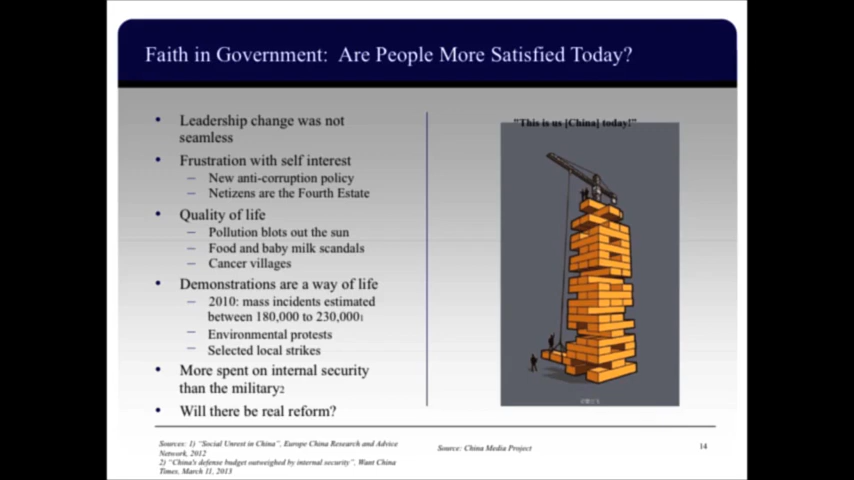 Faith in Government: Are People More Satisfied Today?
• Leadership change was not
seamless
• Frustration with self interest
– New anti-corruption policy
– Netizens are the Fourth Estate
• Quality of life
– Pollution blots out the sun
– Food and baby milk scandals
– Cancer villages
• Demonstrations are a way of life
– 2010: mass incidents estimated
between 180,000 to 230,0001
– Environmental protests
– Selected local strikes
• More spent on internal security
than the military2
• Will there be real reform?
"This is us [China] today!"
Sources: 1) "Social Unrest in China", Europe China Research and Advice
Network, 2012
2) "China's defense budget outweighed by internal security". Want China
Times. March 11, 2013
Source: China Media Project
14